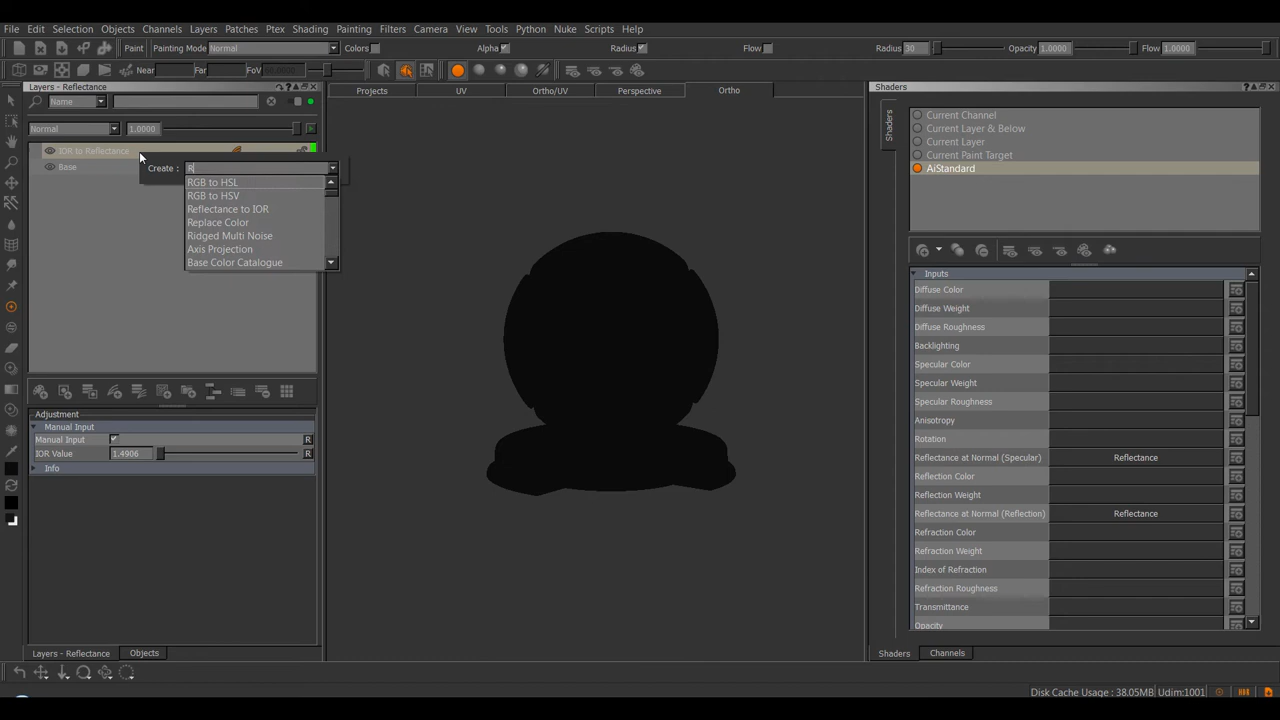 File Edit Selection Objects Channels Layers Patches Ptex Shading Painting Filters Camera View Tools Python Nuke Scripts Help
Paint Painting Mode Normal Colors Alpha Radius Flow Radius 30 Opacity 1.0000 Flow 1.0000
Near Far FoV
Layers - Reflectance
Name
Normal 1.0000
IOR to Reflectance
Base
Create : R
RGB to HSL
RGB to HSV
Reflectance to IOR
Replace Color
Ridged Multi Noise
Axis Projection
Base Color Catalogue
Adjustment
Manual Input
Manual Input R
IOR Value 1.4906 R
Info
Layers - Reflectance Objects
Projects UV Ortho/UV Perspective Ortho
Shaders
Shaders
Current Channel
Current Layer & Below
Current Layer
Current Paint Target
AiStandard
Inputs
Diffuse Color
Diffuse Weight
Diffuse Roughness
Backlighting
Specular Color
Specular Weight
Specular Roughness
Anisotropy
Rotation
Reflectance at Normal (Specular) Reflectance
Reflection Color
Reflection Weight
Reflectance at Normal (Reflection) Reflectance
Refraction Color
Refraction Weight
Index of Refraction
Refraction Roughness
Transmittance
Opacity
Shaders Channels
Disk Cache Usage : 38.05MB Udim:1001